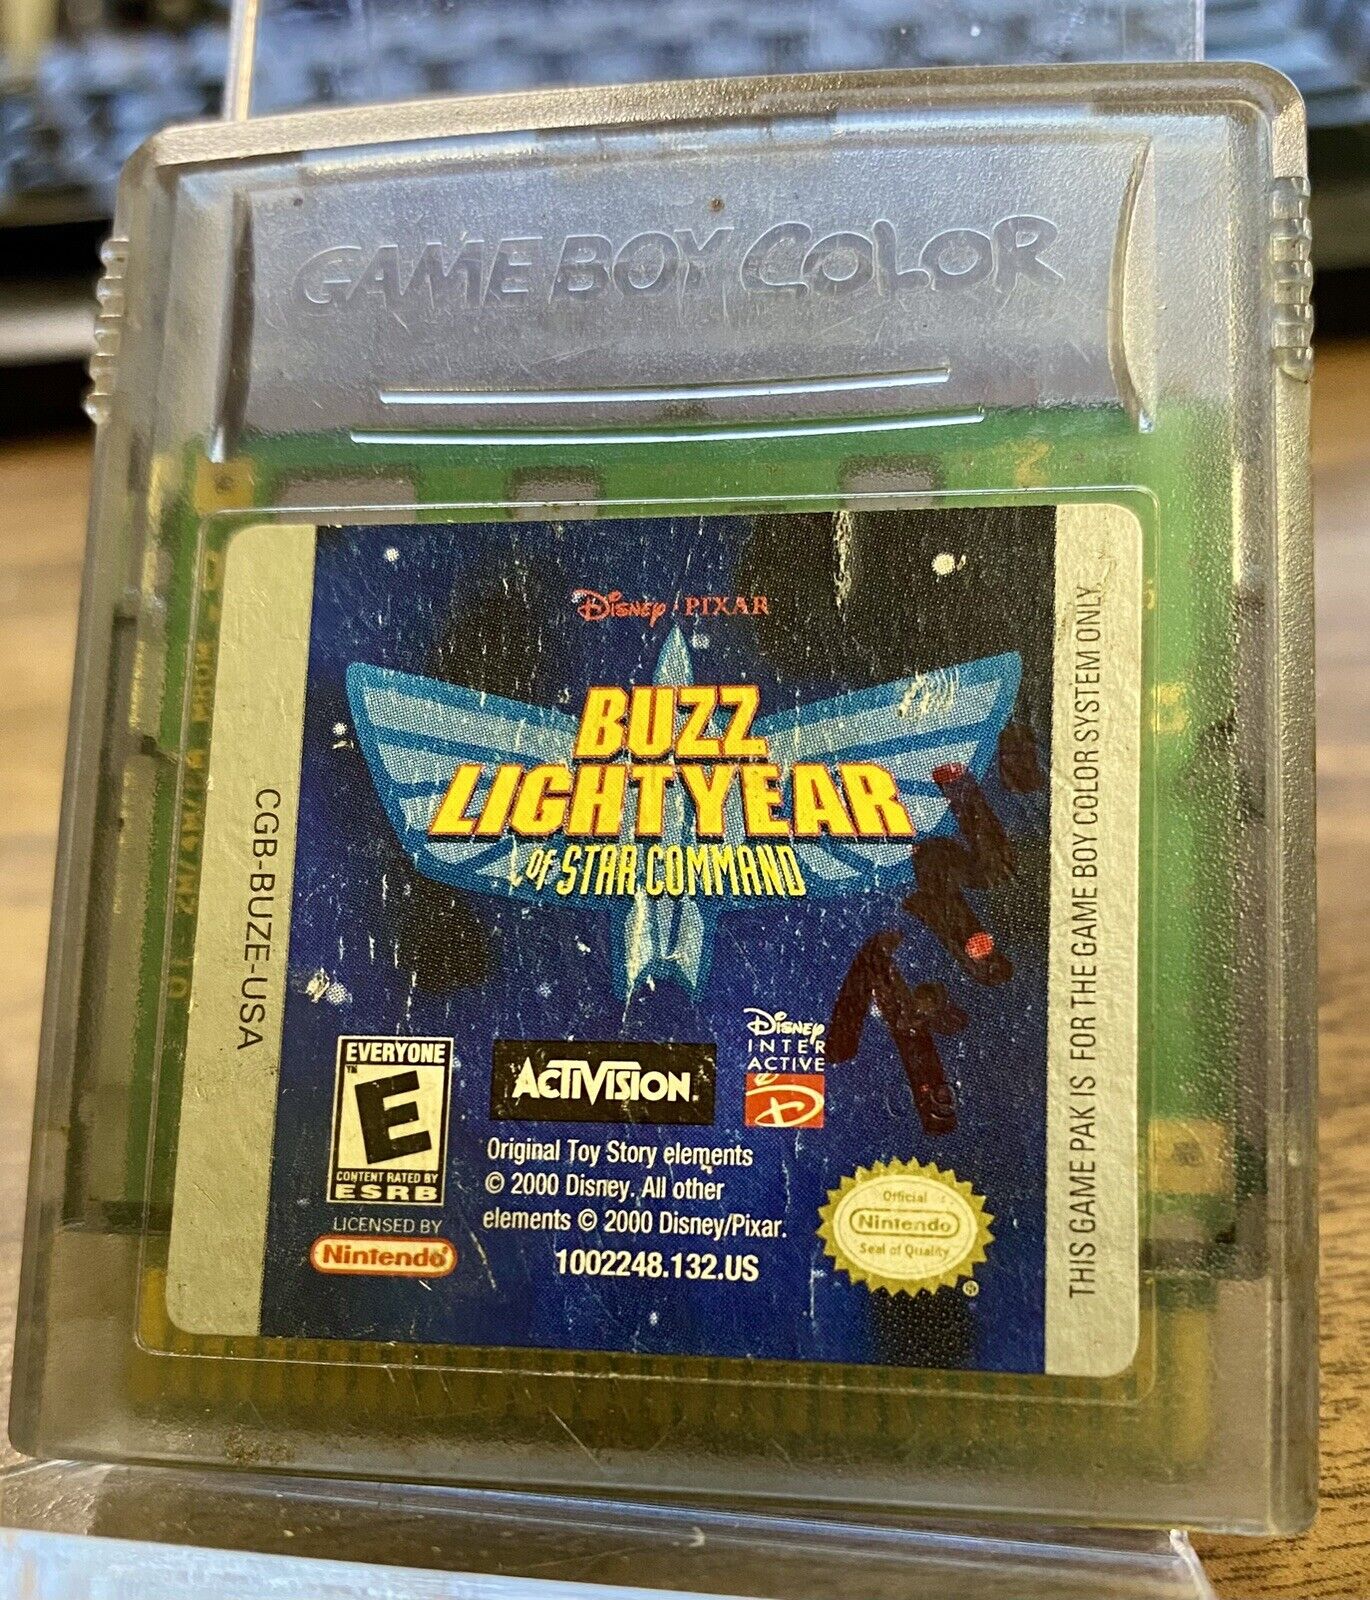 GAME BOY COLOR
Disney / PIXAR
BUZZ
LIGHTYEAR
OF STAR COMMAND
CGB-BUZE-USA
THIS GAME PAK IS FOR THE GAME BOY COLOR SYSTEM ONLY.
EVERYONE
E
CONTENT RATED BY
ESRB
ACTIVISION.
Disney
INTER
ACTIVE
D
Original Toy Story elements
© 2000 Disney. All other
elements © 2000 Disney/Pixar.
1002248.132.US
LICENSED BY
Nintendo®
Official
Nintendo
Seal of Quality
®